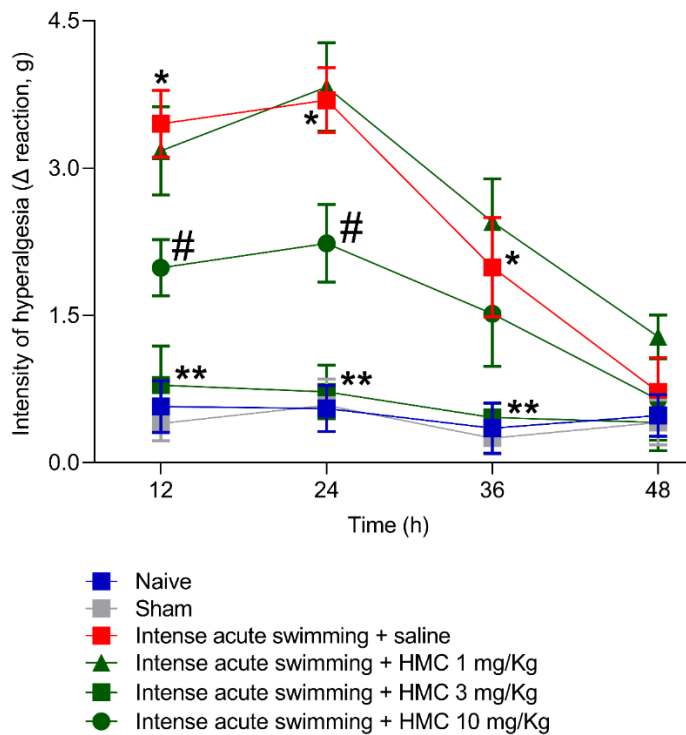 Intensity of hyperalgesia (Δ reaction, g)
4.5
3.0
1.5
0.0
*
*
*
#
#
**
**
**
12
24
36
48
Time (h)
Naive
Sham
Intense acute swimming + saline
Intense acute swimming + HMC 1 mg/Kg
Intense acute swimming + HMC 3 mg/Kg
Intense acute swimming + HMC 10 mg/Kg